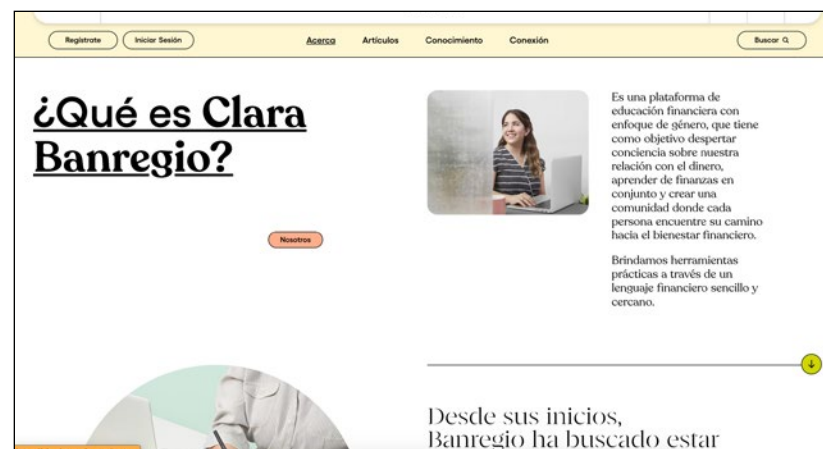 Regístrate
Iniciar Sesión
Acerca
Artículos
Conocimiento
Conexión
Buscar
¿Qué es Clara
Banregio?
Nosotros
Es una plataforma de
educación financiera con
enfoque de género, que tiene
como objetivo despertar
conciencia sobre nuestra
relación con el dinero,
aprender de finanzas en
conjunto y crear una
comunidad donde cada
persona encuentre su camino
hacia el bienestar financiero.
Brindamos herramientas
prácticas a través de un
lenguaje financiero sencillo y
cercano.
Desde sus inicios,
Banregio ha buscado estar